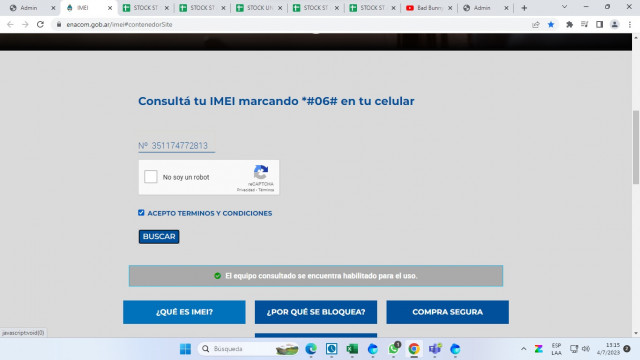 Admin
IMEI
STOCK ST
STOCK ST
STOCK UNI
STOCK ST
STOCK ST
Bad Bunn
Admin
enacom.gob.ar/imei#contenedorSite
Consultá tu IMEI marcando *#06# en tu celular
Nº 351174772813
No soy un robot
reCAPTCHA
Privacidad - Términos
ACEPTO TERMINOS Y CONDICIONES
BUSCAR
El equipo consultado se encuentra habilitado para el uso.
¿QUÉ ES IMEI?
¿POR QUÉ SE BLOQUEA?
COMPRA SEGURA
javascript:void(0)
Búsqueda
ESP
LAA
13:15
4/7/2023